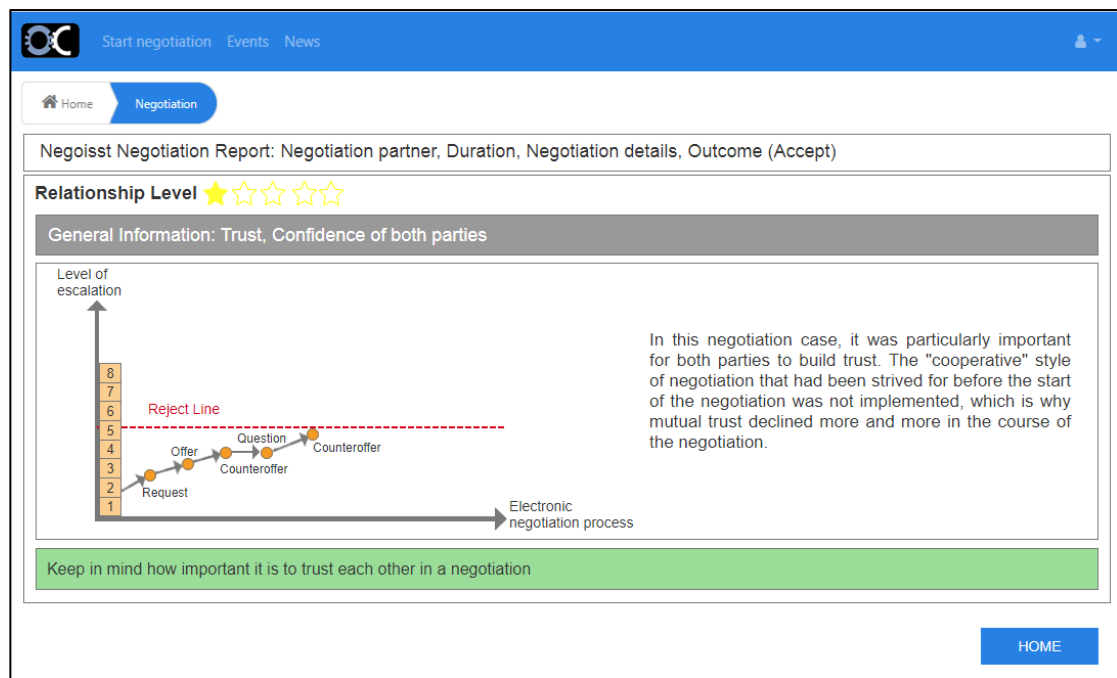 OC
Start negotiation Events News
Home Negotiation
Negoisst Negotiation Report: Negotiation partner, Duration, Negotiation details, Outcome (Accept)
Relationship Level
General Information: Trust, Confidence of both parties
Level of
escalation
8
7
6
5
4
3
2
1
Reject Line
Request
Offer
Counteroffer
Question
Counteroffer
Electronic
negotiation process
In this negotiation case, it was particularly important
for both parties to build trust. The "cooperative" style
of negotiation that had been strived for before the start
of the negotiation was not implemented, which is why
mutual trust declined more and more in the course of
the negotiation.
Keep in mind how important it is to trust each other in a negotiation
HOME